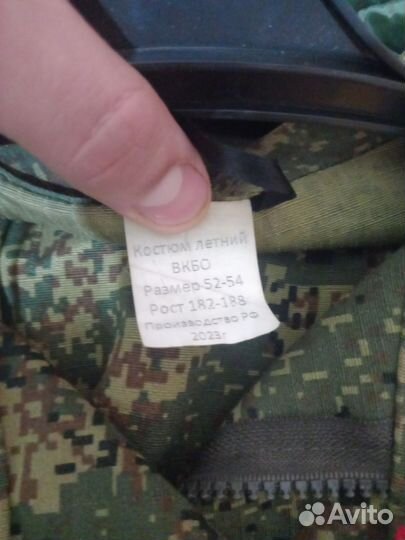 Костюм летний
ВКБО
Размер 52-54
Рост 182-188
Производство РФ
2023г
Avito